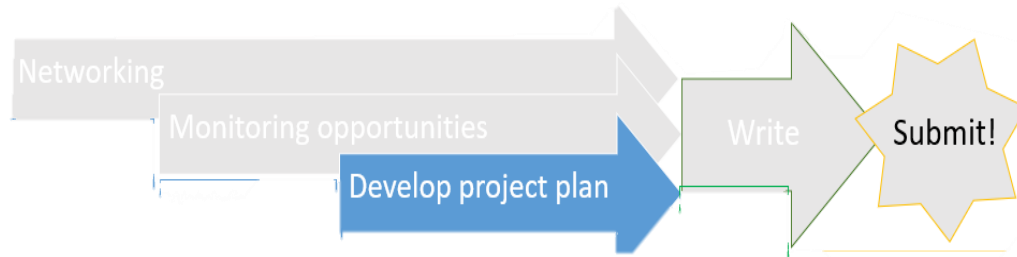 Networking
Monitoring opportunities
Develop project plan
Write
Submit!